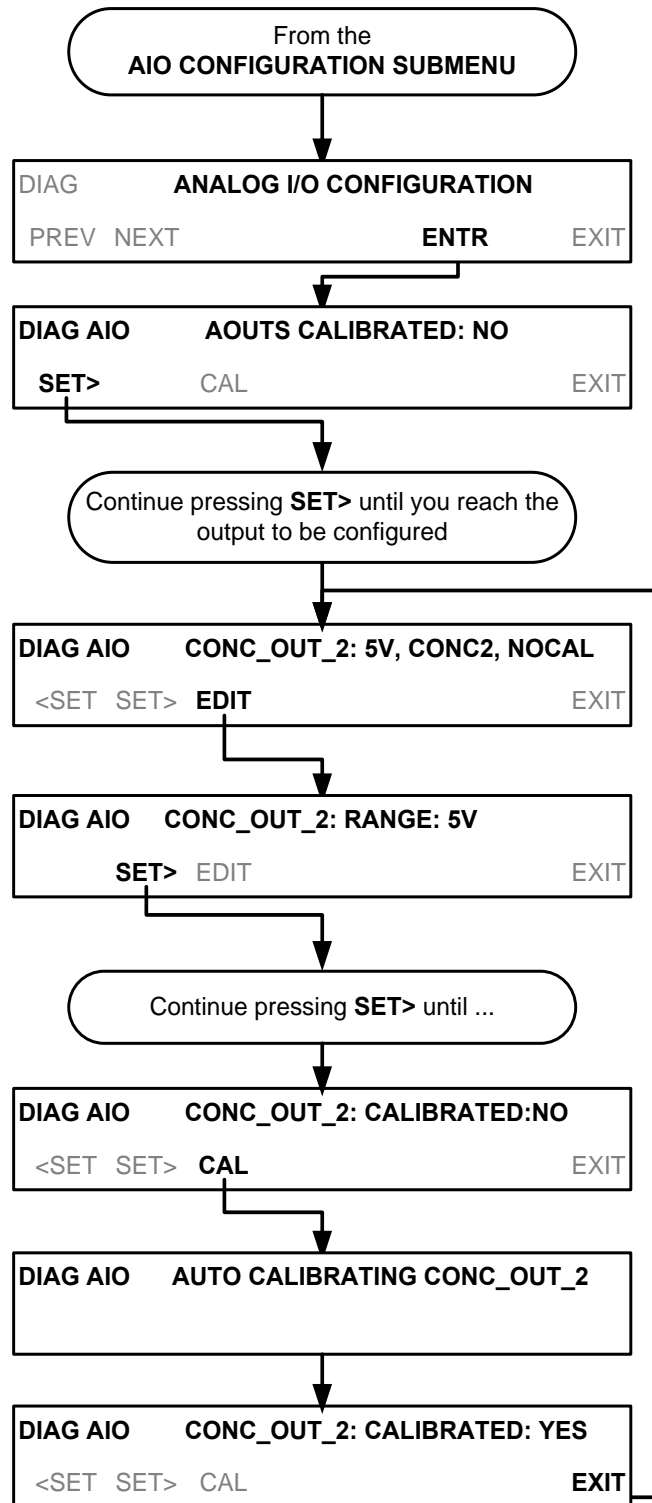 From the
AIO CONFIGURATION SUBMENU
DIAG ANALOG I/O CONFIGURATION
PREV NEXT ENTR EXIT
DIAG AIO AOUTS CALIBRATED: NO
SET> CAL EXIT
Continue pressing SET> until you reach the
output to be configured
DIAG AIO CONC_OUT_2: 5V, CONC2, NOCAL
<SET SET> EDIT EXIT
DIAG AIO CONC_OUT_2: RANGE: 5V
SET> EDIT EXIT
Continue pressing SET> until ...
DIAG AIO CONC_OUT_2: CALIBRATED:NO
<SET SET> CAL EXIT
DIAG AIO AUTO CALIBRATING CONC_OUT_2
DIAG AIO CONC_OUT_2: CALIBRATED: YES
<SET SET> CAL EXIT